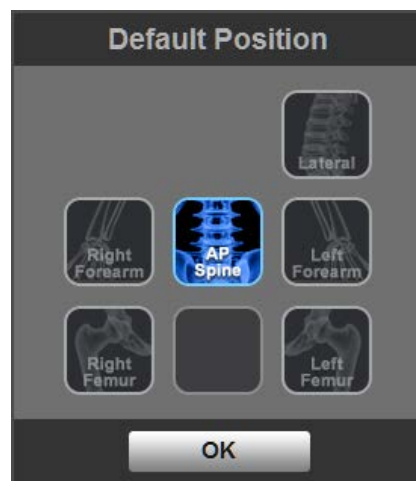 Default Position
Lateral
Right
Forearm
AP
Spine
Left
Forearm
Right
Femur
Left
Femur
OK